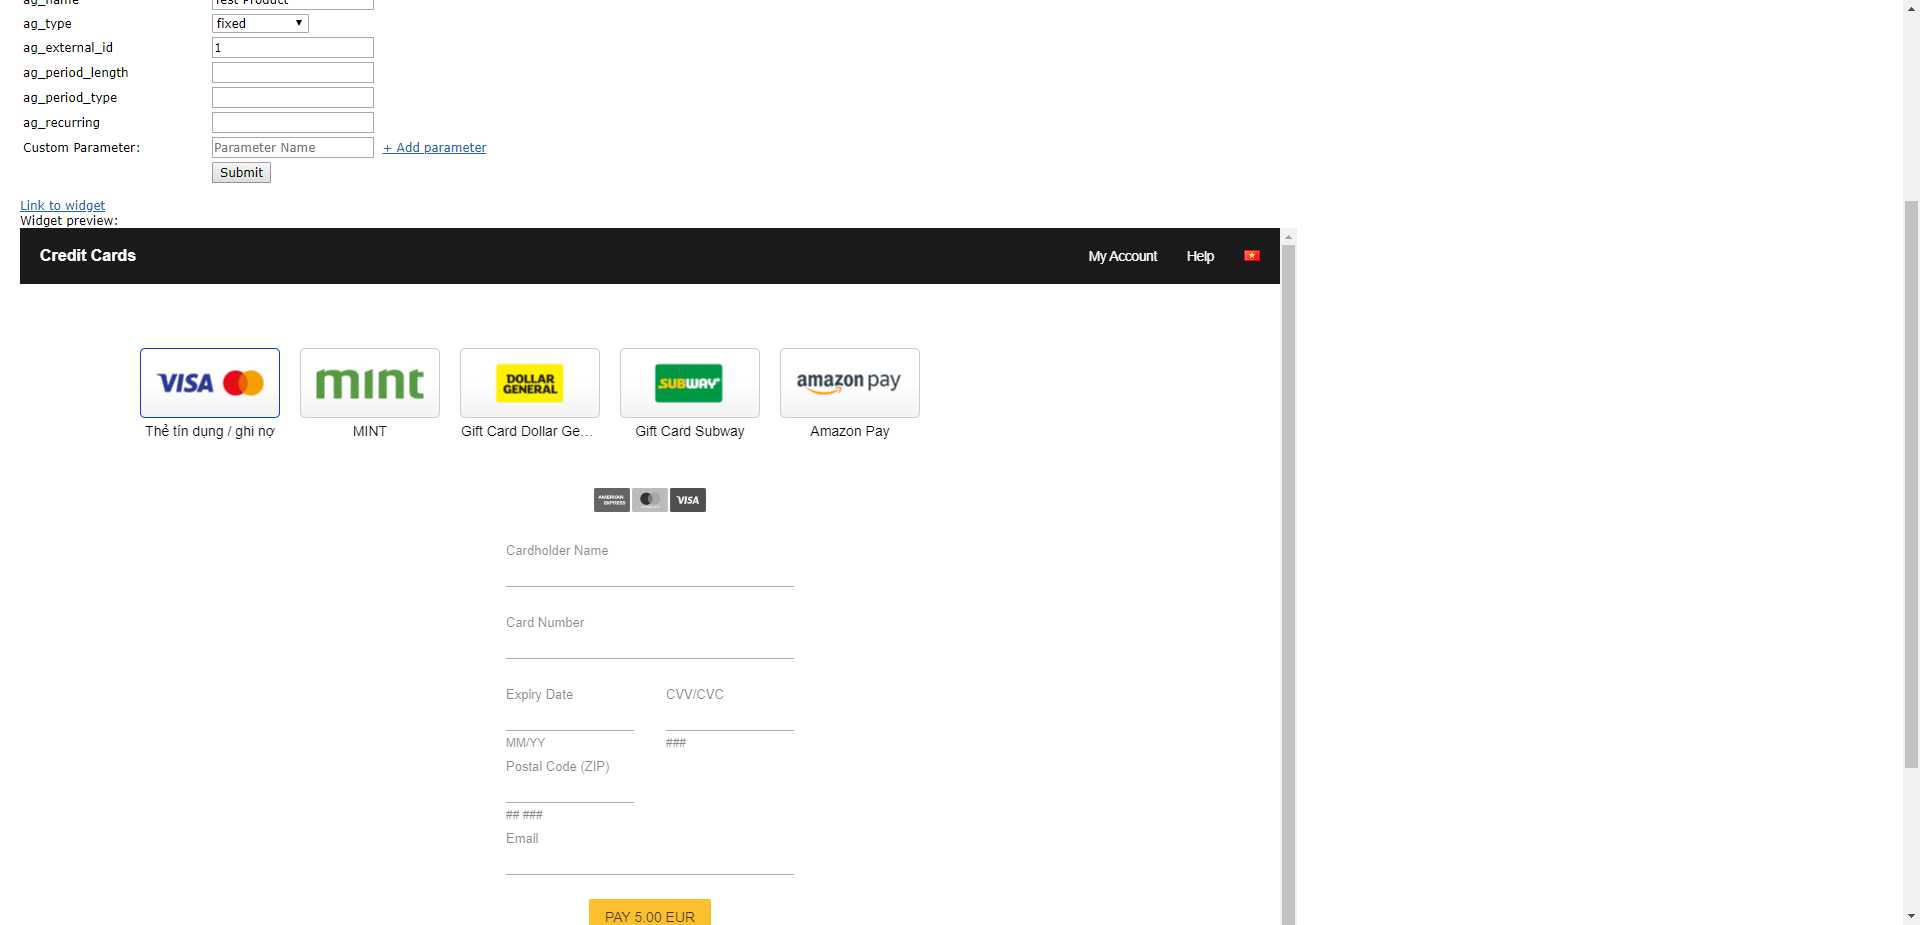 ag_name Test Product
ag_type fixed
ag_external_id 1
ag_period_length
ag_period_type
ag_recurring
Custom Parameter: Parameter Name + Add parameter
Submit
Link to widget
Widget preview:
Credit Cards My Account Help
VISA mint DOLLAR GENERAL SUBWAY amazon pay
Thẻ tín dụng / ghi nợ MINT Gift Card Dollar Ge... Gift Card Subway Amazon Pay
AMERICAN EXPRESS VISA
Cardholder Name
Card Number
Expiry Date CVV/CVC
MM/YY ###
Postal Code (ZIP)
## ###
Email
PAY 5.00 EUR